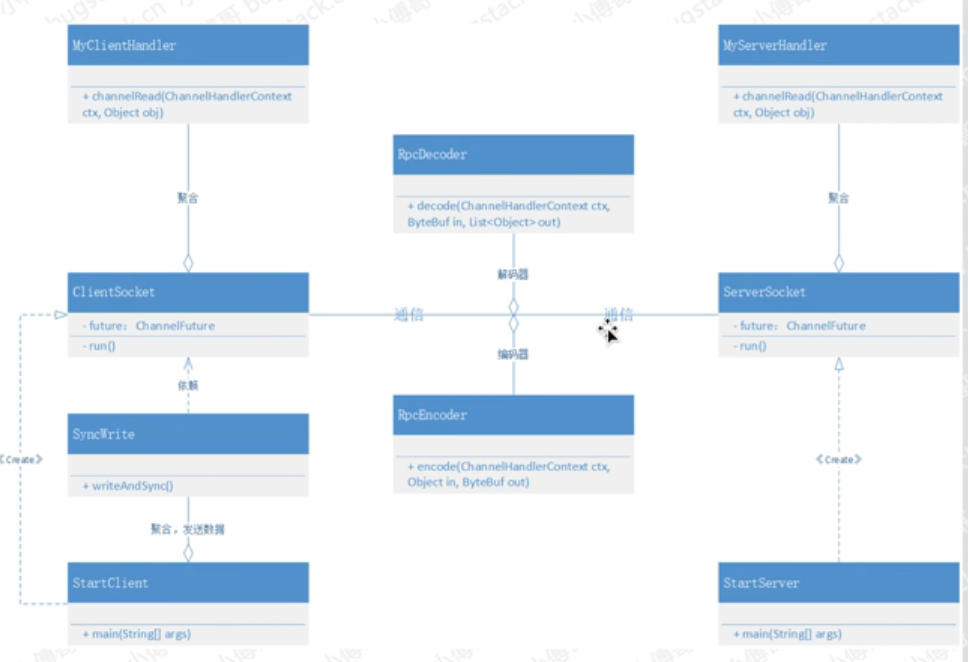 MyClientHandler
+ channelRead(ChannelHandlerContext
ctx, Object obj)
MyServerHandler
+ channelRead(ChannelHandlerContext
ctx, Object obj)
RpcDecoder
+ decode(ChannelHandlerContext ctx,
ByteBuf in, List<Object> out)
聚合
聚合
解码器
ClientSocket
- future: ChannelFuture
- run()
通信
通信
ServerSocket
- future: ChannelFuture
- run()
编码器
依赖
RpcEncoder
+ encode(ChannelHandlerContext ctx,
Object in, ByteBuf out)
SyncWrite
+ writeAndSync()
《Create》
《Create》
聚合，发送数据
StartClient
+ main(String[] args)
StartServer
+ main(String[] args)